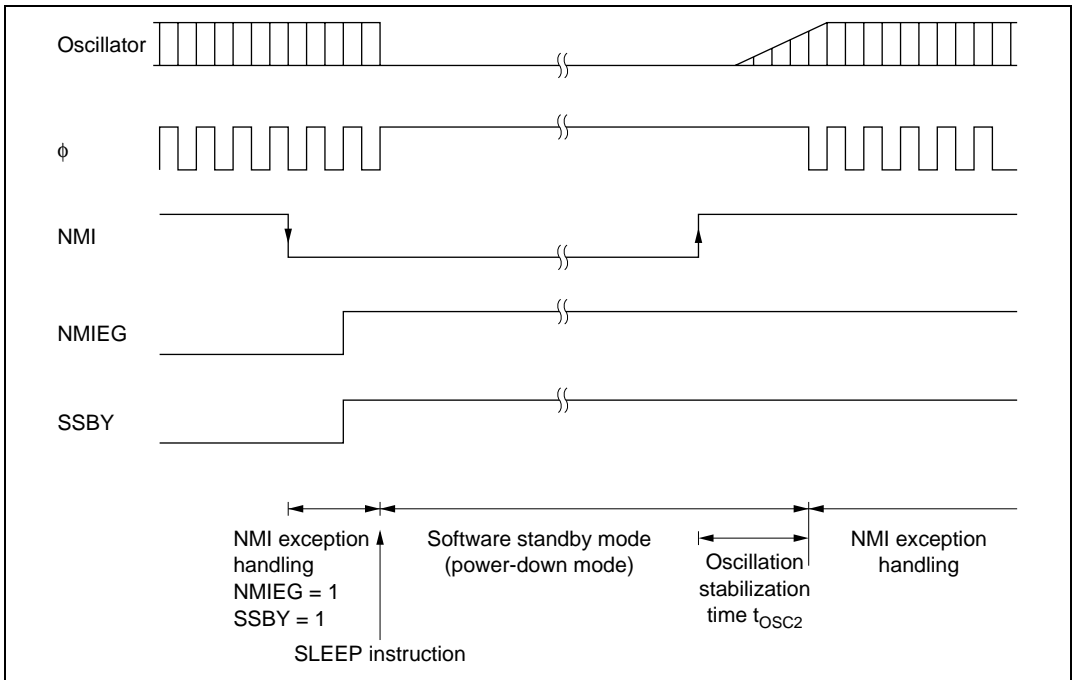 Oscillator
ϕ
NMI
NMIEG
SSBY
NMI exception
handling
NMIEG = 1
SSBY = 1
SLEEP instruction
Software standby mode
(power-down mode)
Oscillation
stabilization
time tOSC2
NMI exception
handling